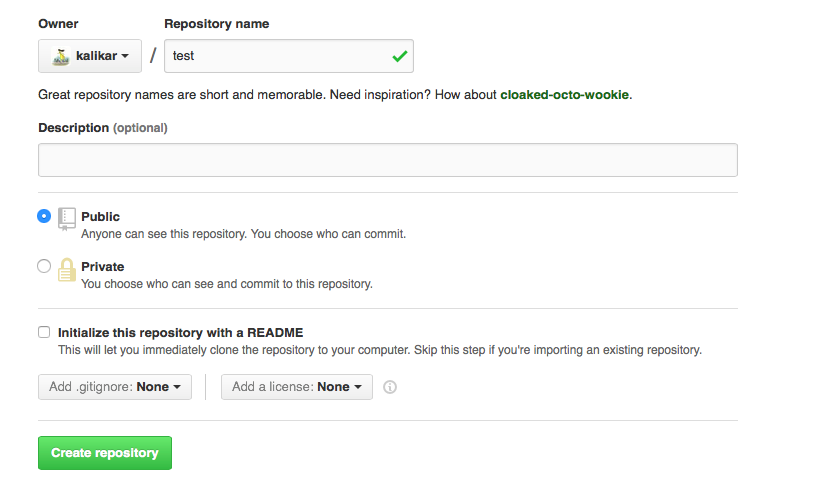 Owner Repository name
kalikar / test
Great repository names are short and memorable. Need inspiration? How about cloaked-octo-wookie.
Description (optional)
Public
Anyone can see this repository. You choose who can commit.
Private
You choose who can see and commit to this repository.
Initialize this repository with a README
This will let you immediately clone the repository to your computer. Skip this step if you're importing an existing repository.
Add .gitignore: None Add a license: None
Create repository